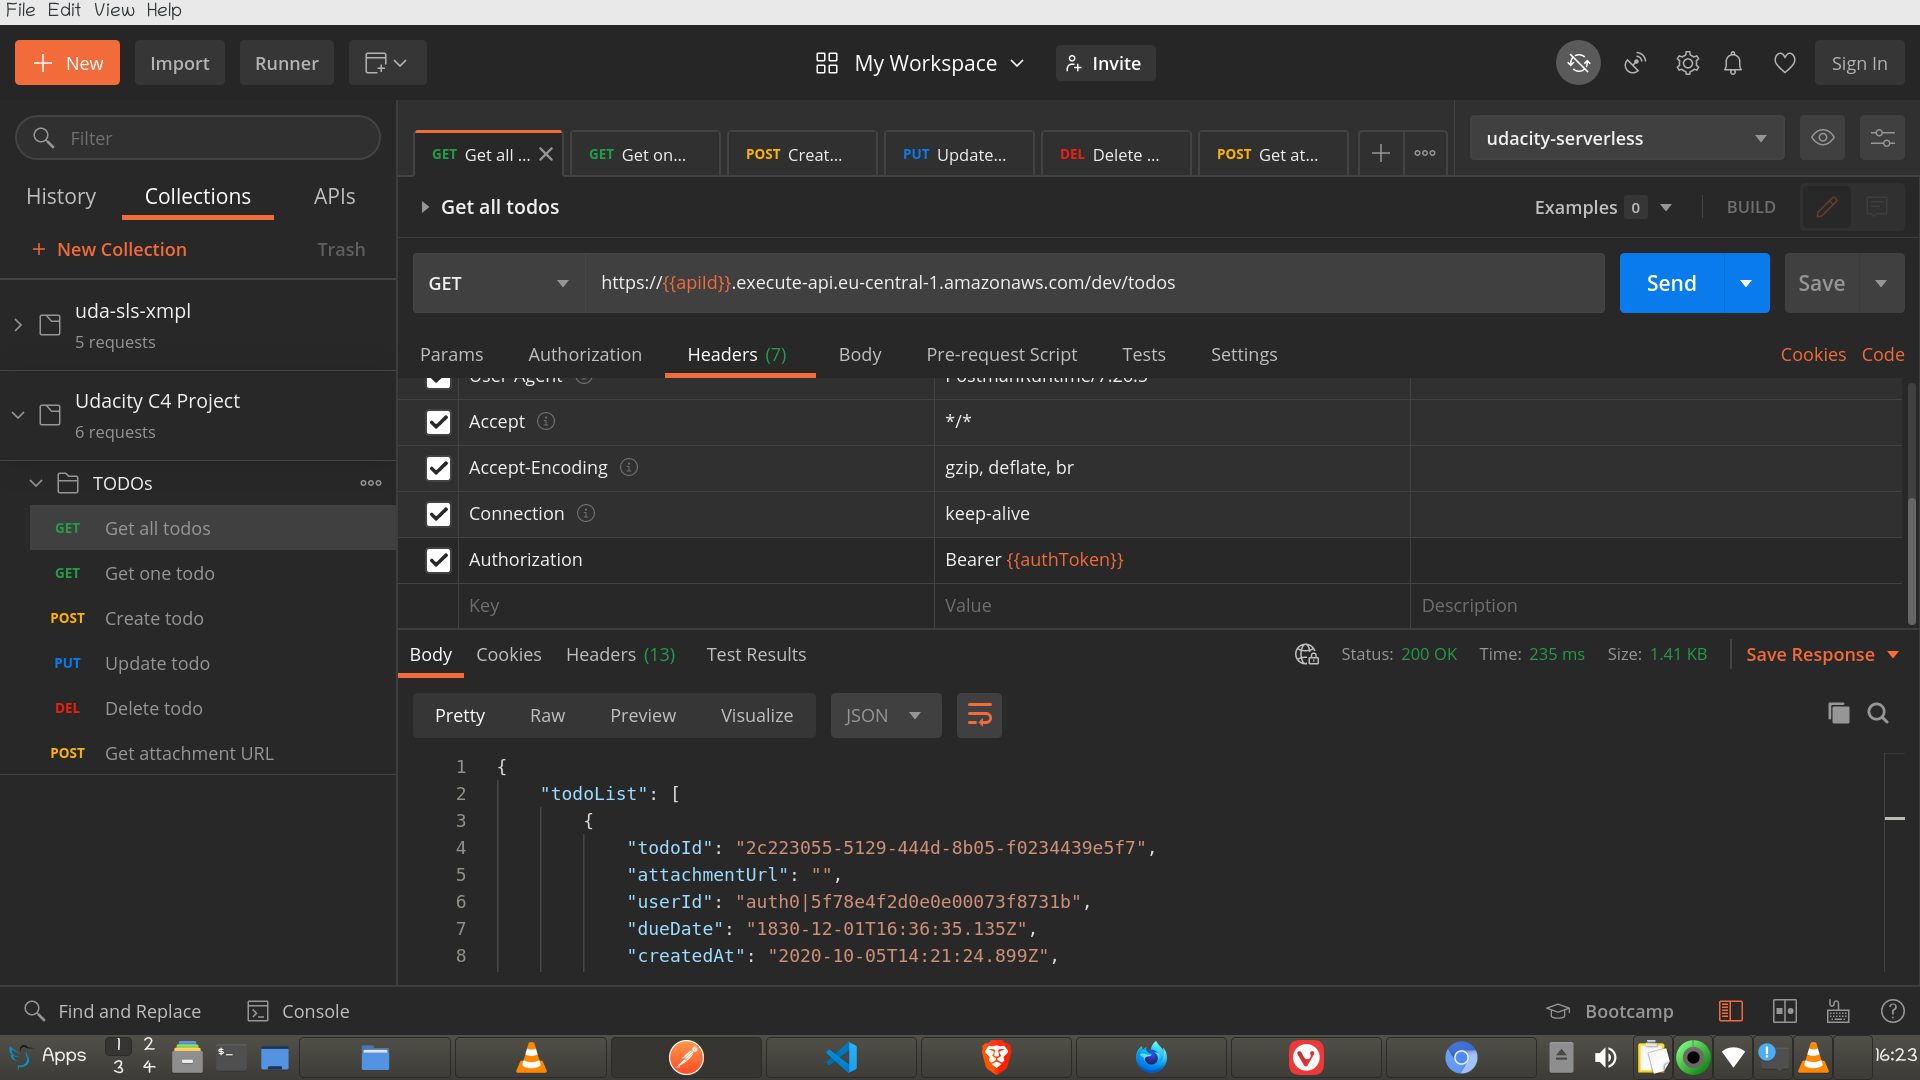 File Edit View Help
New Import Runner My Workspace Invite Sign In
Filter
GET Get all ... GET Get on... POST Creat... PUT Update... DEL Delete ... POST Get at... udacity-serverless
History Collections APIs
Get all todos Examples 0 BUILD
+ New Collection Trash
GET https://{{apiId}}.execute-api.eu-central-1.amazonaws.com/dev/todos Send Save
uda-sls-xmpl
5 requests
Params Authorization Headers (7) Body Pre-request Script Tests Settings Cookies Code
User-Agent PostmanRuntime/7.26.5
Udacity C4 Project
6 requests
Accept */*
Accept-Encoding gzip, deflate, br
Connection keep-alive
Authorization Bearer {{authToken}}
Key Value Description
TODOs
GET Get all todos
GET Get one todo
POST Create todo
PUT Update todo
DEL Delete todo
POST Get attachment URL
Body Cookies Headers (13) Test Results Status: 200 OK Time: 235 ms Size: 1.41 KB Save Response
Pretty Raw Preview Visualize JSON
1 {
2 "todoList": [
3 {
4 "todoId": "2c223055-5129-444d-8b05-f0234439e5f7",
5 "attachmentUrl": "",
6 "userId": "auth0|5f78e4f2d0e0e00073f8731b",
7 "dueDate": "1830-12-01T16:36:35.135Z",
8 "createdAt": "2020-10-05T14:21:24.899Z",
Find and Replace Console Bootcamp
Apps 1 2 3 4 16:23